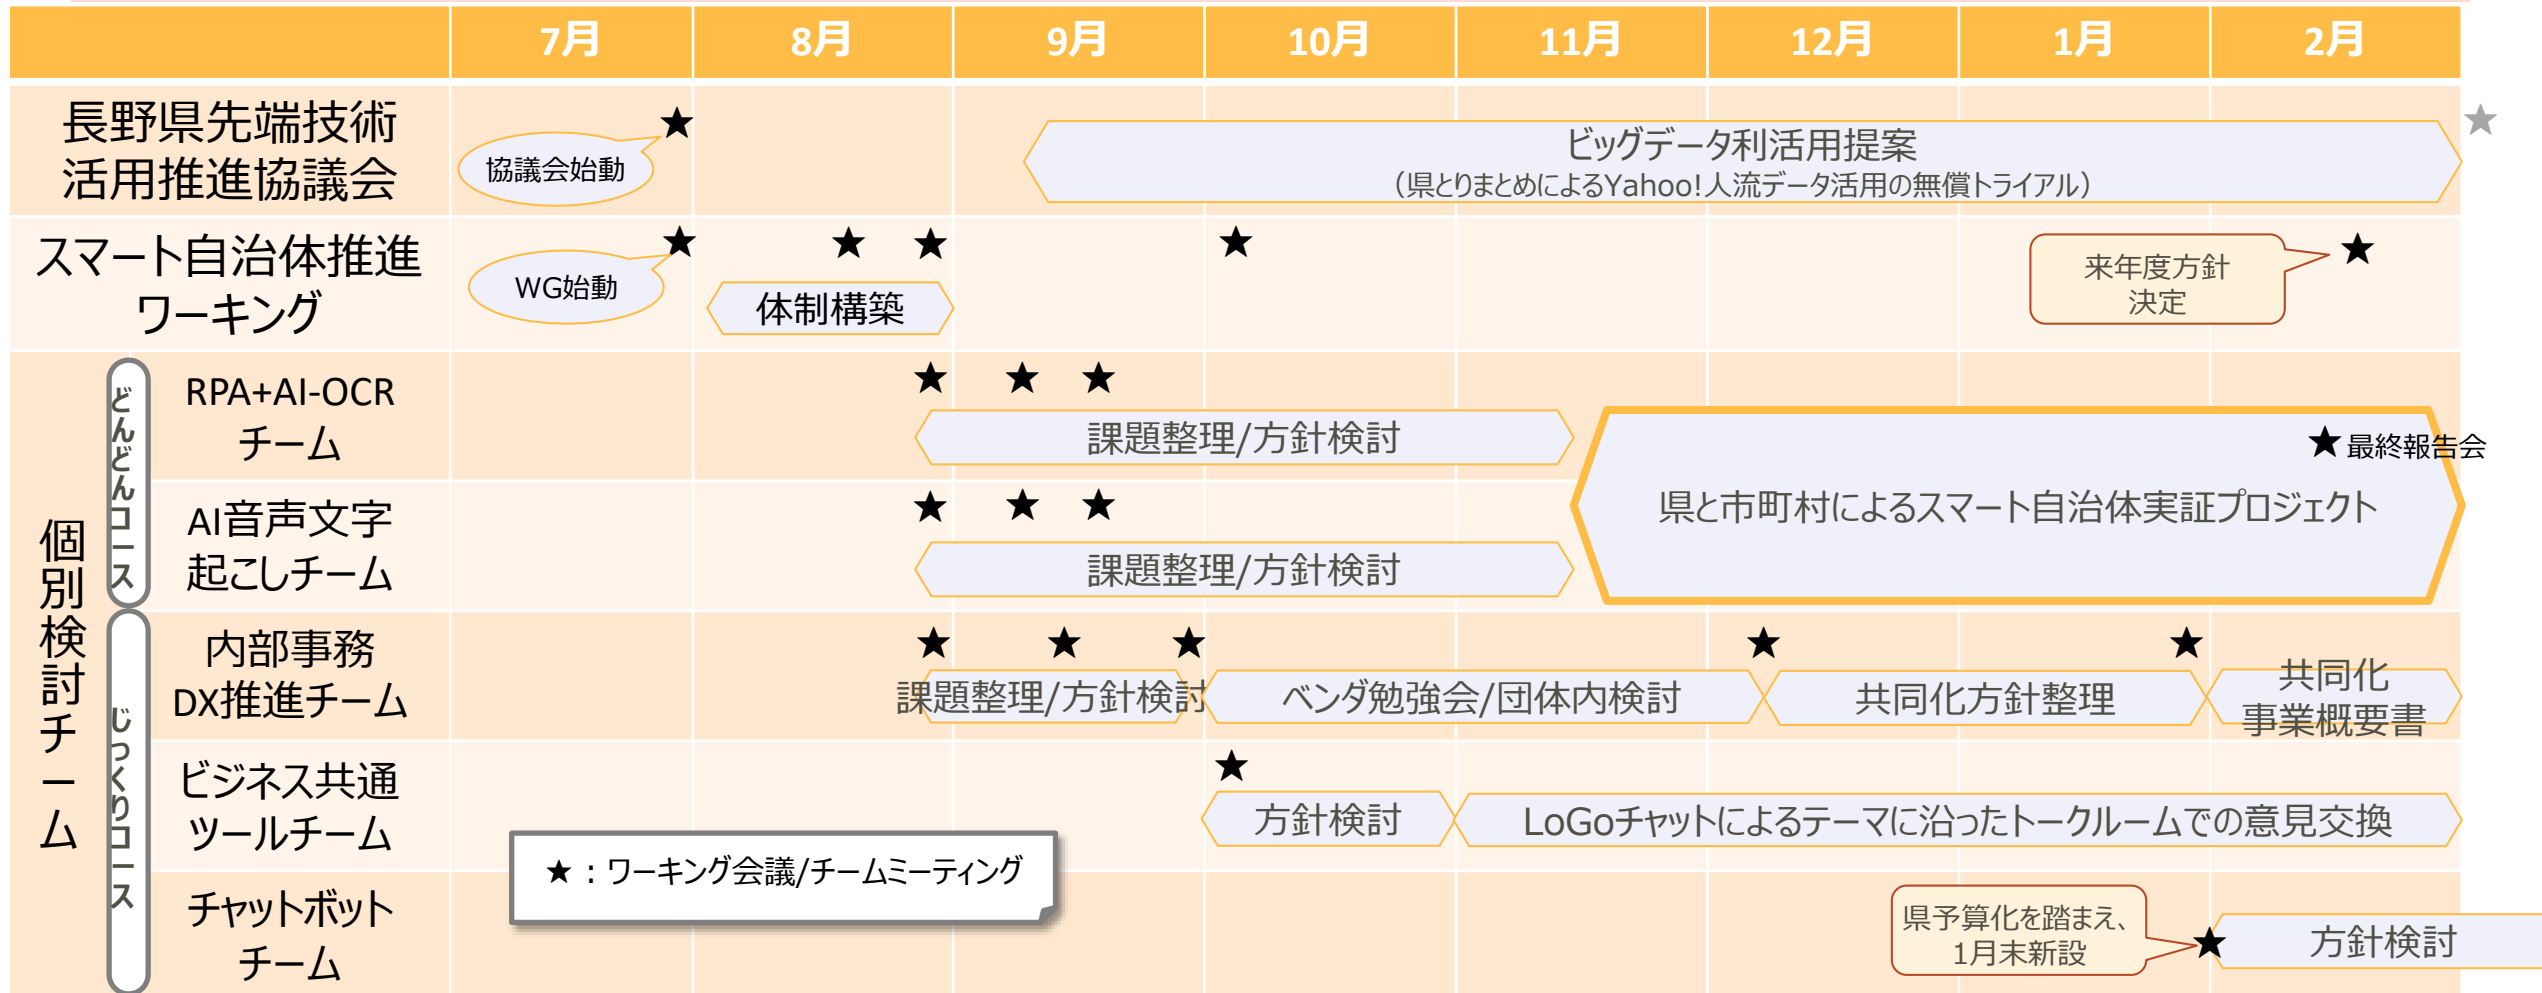 7月 8月 9月 10月 11月 12月 1月 2月
長野県先端技術
活用推進協議会
★
協議会始動
ビッグデータ利活用提案
（県とりまとめによるYahoo!人流データ活用の無償トライアル）
★
スマート自治体推進
ワーキング
★ ★ ★ ★ ★
WG始動
体制構築
来年度方針
決定
個別検討チーム
どんどんコース
RPA+AI-OCR
チーム
★ ★ ★
課題整理/方針検討
AI音声文字
起こしチーム
★ ★ ★
課題整理/方針検討
★最終報告会
県と市町村によるスマート自治体実証プロジェクト
じっくりコース
内部事務
DX推進チーム
★ ★ ★ ★ ★
課題整理/方針検討
ベンダ勉強会/団体内検討
共同化方針整理
共同化
事業概要書
ビジネス共通
ツールチーム
★
方針検討
LoGoチャットによるテーマに沿ったトークルームでの意見交換
チャットボット
チーム
県予算化を踏まえ、
1月末新設
★
方針検討
★：ワーキング会議/チームミーティング